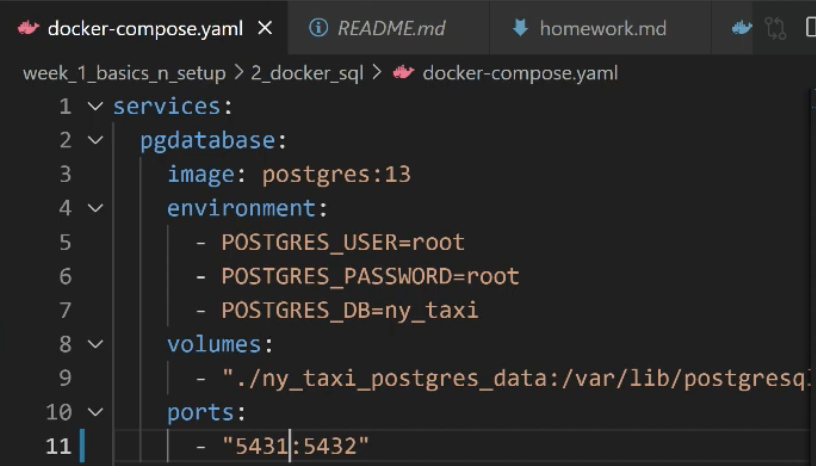 docker-compose.yaml README.md homework.md
week_1_basics_n_setup > 2_docker_sql > docker-compose.yaml
1 services:
2 pgdatabase:
3 image: postgres:13
4 environment:
5 - POSTGRES_USER=root
6 - POSTGRES_PASSWORD=root
7 - POSTGRES_DB=ny_taxi
8 volumes:
9 - "./ny_taxi_postgres_data:/var/lib/postgresql
10 ports:
11 - "5431:5432"